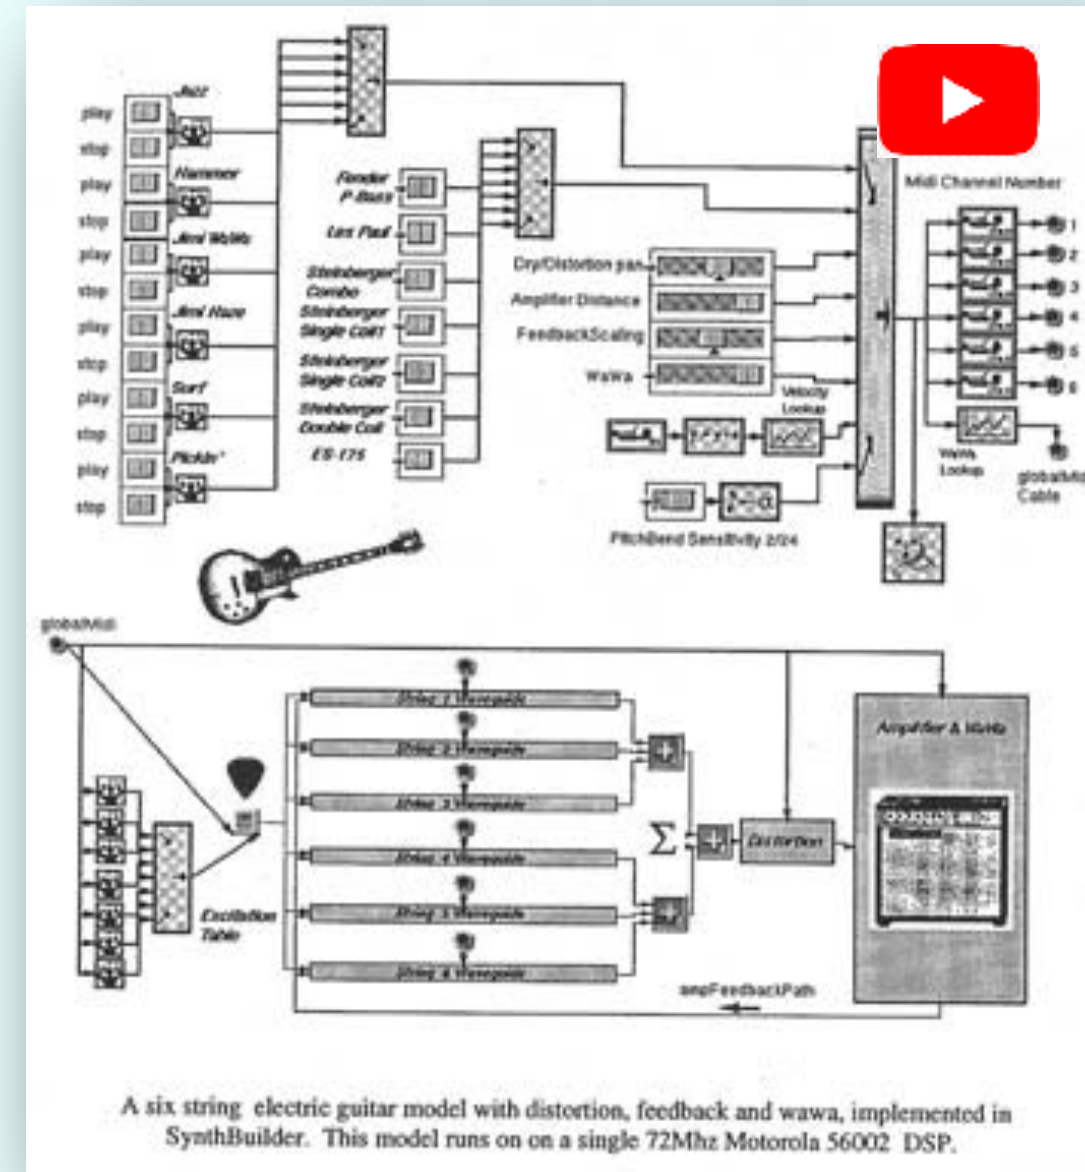 Jazz
play
stop
Hammer
play
stop
Jimi WaWa
play
stop
Jimi Haze
play
stop
Surf
play
stop
Pickin'
play
stop
Fender
P-Bass
Les Paul
Steinberger
Combo
Steinberger
Single Coil1
Steinberger
Single Coil2
Steinberger
Double Coil
ES-175
Dry/Distortion pan
Amplifier Distance
FeedbackScaling
WaWa
Velocity
Lookup
PitchBend Sensitivity 2/24
Midi Channel Number
1
2
3
4
5
6
WaWa
Lookup
globalMidi
Cable
globalMidi
String 1 Waveguide
String 2 Waveguide
String 3 Waveguide
String 4 Waveguide
String 5 Waveguide
String 6 Waveguide
Excitation
Table
Σ
Distortion
Amplifier & WaWa
ampFeedbackPath
A six string electric guitar model with distortion, feedback and wawa, implemented in
SynthBuilder. This model runs on on a single 72Mhz Motorola 56002 DSP.